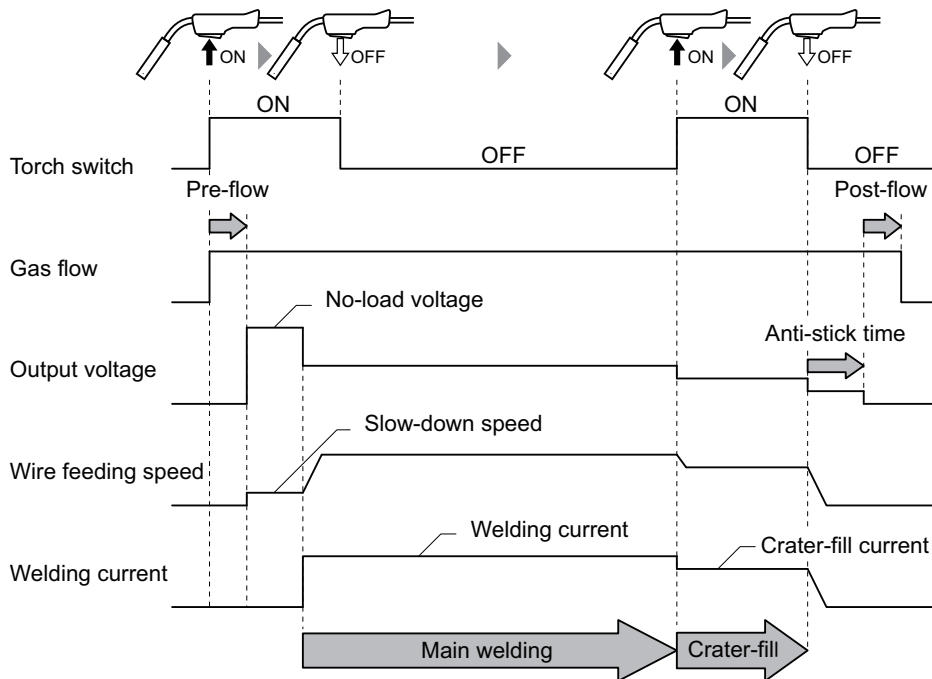 ON
OFF
ON
OFF
ON
ON
Torch switch
OFF
OFF
Pre-flow
Post-flow
Gas flow
No-load voltage
Anti-stick time
Output voltage
Slow-down speed
Wire feeding speed
Welding current
Crater-fill current
Welding current
Main welding
Crater-fill